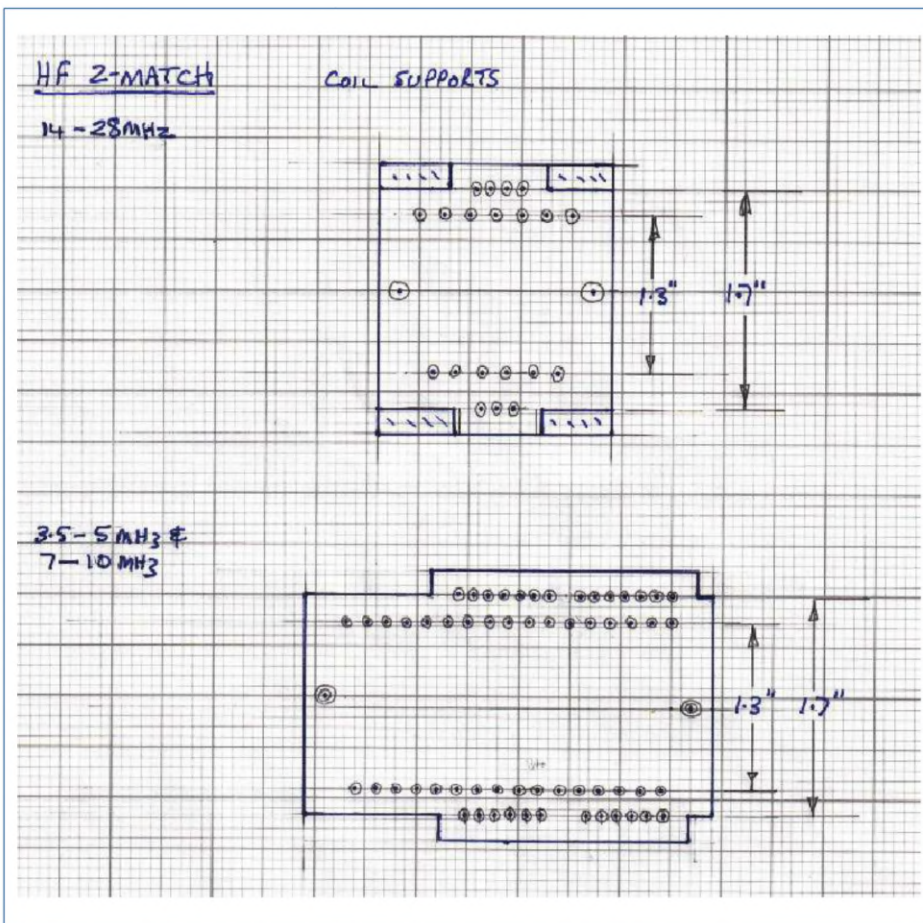 HF Z-MATCH
COIL SUPPORTS
14-28MHz
1.3"
1.7"
3.5-5 MHz &
7-10 MHz
1.3"
1.7"